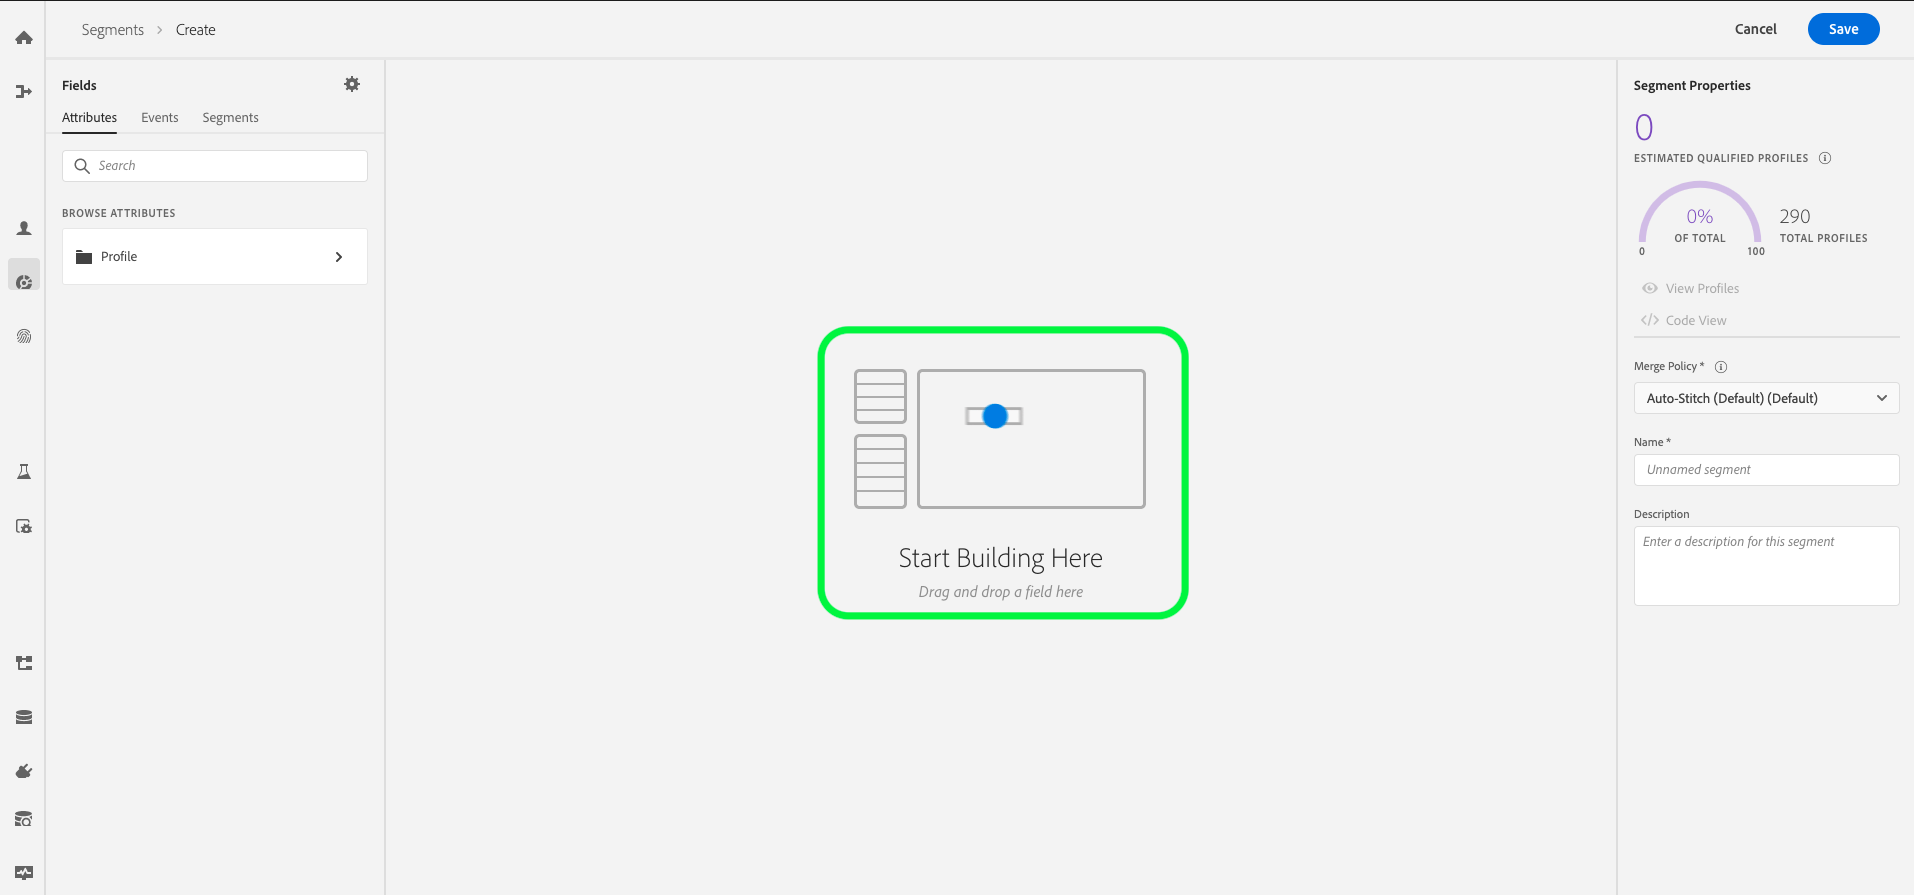 Segments > Create
Cancel
Save
Fields
Attributes Events Segments
Search
BROWSE ATTRIBUTES
Profile
Start Building Here
Drag and drop a field here
Segment Properties
0
ESTIMATED QUALIFIED PROFILES
0%
OF TOTAL
0
100
290
TOTAL PROFILES
View Profiles
</> Code View
Merge Policy *
Auto-Stitch (Default) (Default)
Name *
Unnamed segment
Description
Enter a description for this segment